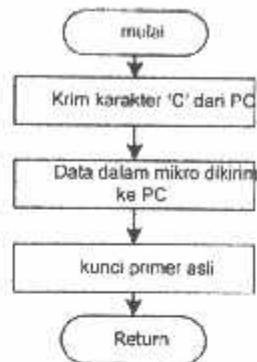 mulai
Krim karakter 'C' dari PC
Data dalam mikro dikirim
ke PC
kunci primer asli
Return